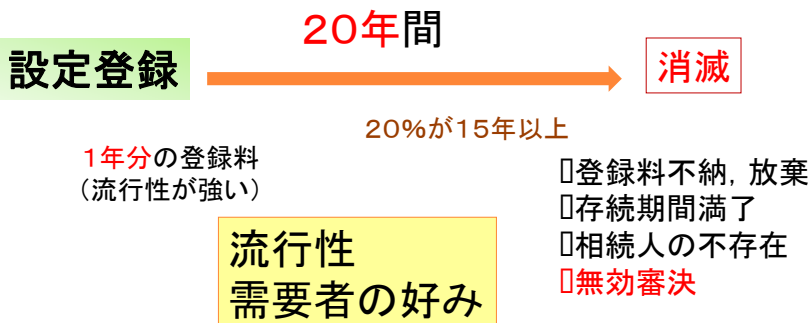 20年間
設定登録
消滅
20%が15年以上
1年分の登録料
(流行性が強い)
登録料不納,放棄
存続期間満了
相続人の不存在
無効審決
流行性
需要者の好み